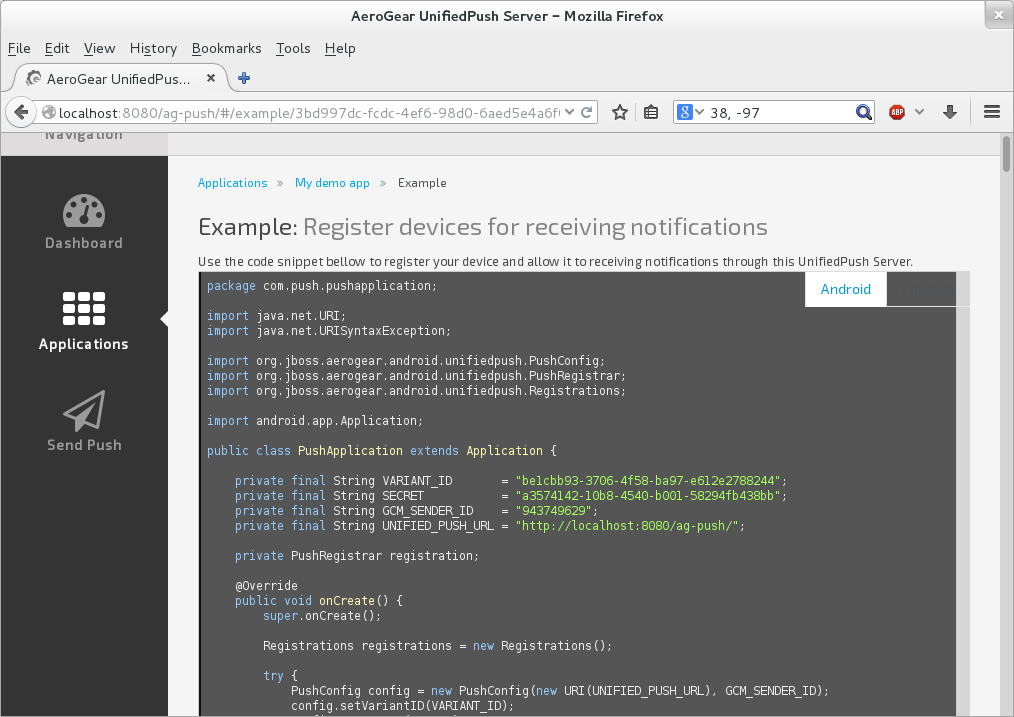 AeroGear UnifiedPush Server – Mozilla Firefox
File Edit View History Bookmarks Tools Help
AeroGear UnifiedPus...
localhost:8080/ag-push/#/example/3bd997dc-fcdc-4ef6-98d0-6aed5e4a6f
8 38, -97 ABP
Navigation
Applications » My demo app » Example
Dashboard
Applications
Send Push
Example: Register devices for receiving notifications
Use the code snippet bellow to register your device and allow it to receiving notifications through this UnifiedPush Server.
Android
package com.push.pushapplication;
import java.net.URI;
import java.net.URISyntaxException;
import org.jboss.aerogear.android.unifiedpush.PushConfig;
import org.jboss.aerogear.android.unifiedpush.PushRegistrar;
import org.jboss.aerogear.android.unifiedpush.Registrations;
import android.app.Application;
public class PushApplication extends Application {
private final String VARIANT_ID = "be1cbb93-3706-4f58-ba97-e612e2788244";
private final String SECRET = "a3574142-10b8-4540-b001-58294fb438bb";
private final String GCM_SENDER_ID = "943749629";
private final String UNIFIED_PUSH_URL = "http://localhost:8080/ag-push/";
private PushRegistrar registration;
@Override
public void onCreate() {
super.onCreate();
Registrations registrations = new Registrations();
try {
PushConfig config = new PushConfig(new URI(UNIFIED_PUSH_URL), GCM_SENDER_ID);
config.setVariantID(VARIANT_ID);